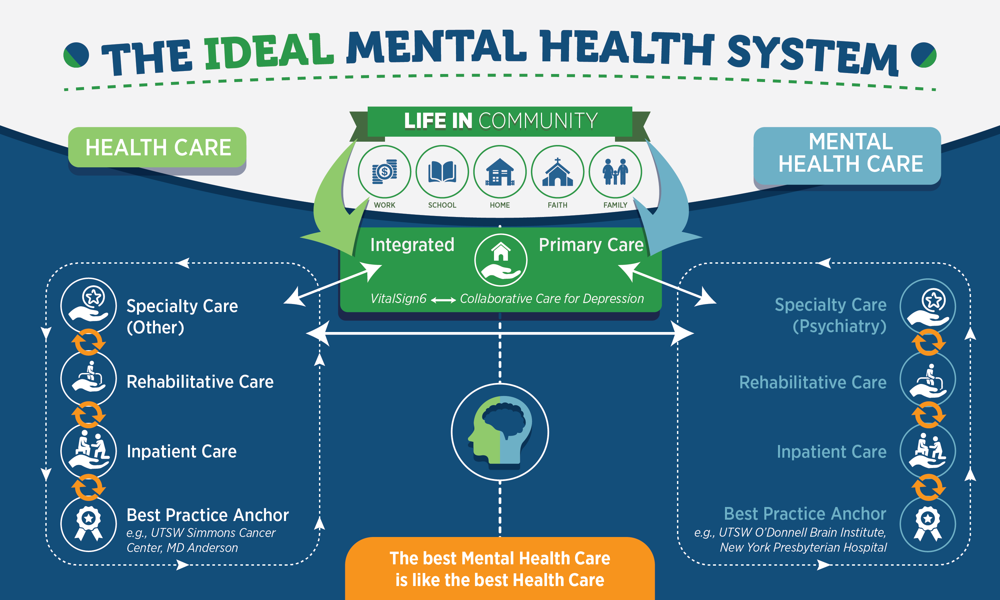 THE IDEAL MENTAL HEALTH SYSTEM
LIFE IN COMMUNITY
HEALTH CARE
MENTAL
HEALTH CARE
$
WORK
SCHOOL
HOME
FAITH
FAMILY
Integrated
Primary Care
VitalSign6
Collaborative Care for Depression
Specialty Care
(Other)
Rehabilitative Care
Inpatient Care
Best Practice Anchor
e.g., UTSW Simmons Cancer
Center, MD Anderson
Specialty Care
(Psychiatry)
Rehabilitative Care
Inpatient Care
Best Practice Anchor
e.g., UTSW O'Donnell Brain Institute,
New York Presbyterian Hospital
The best Mental Health Care
is like the best Health Care